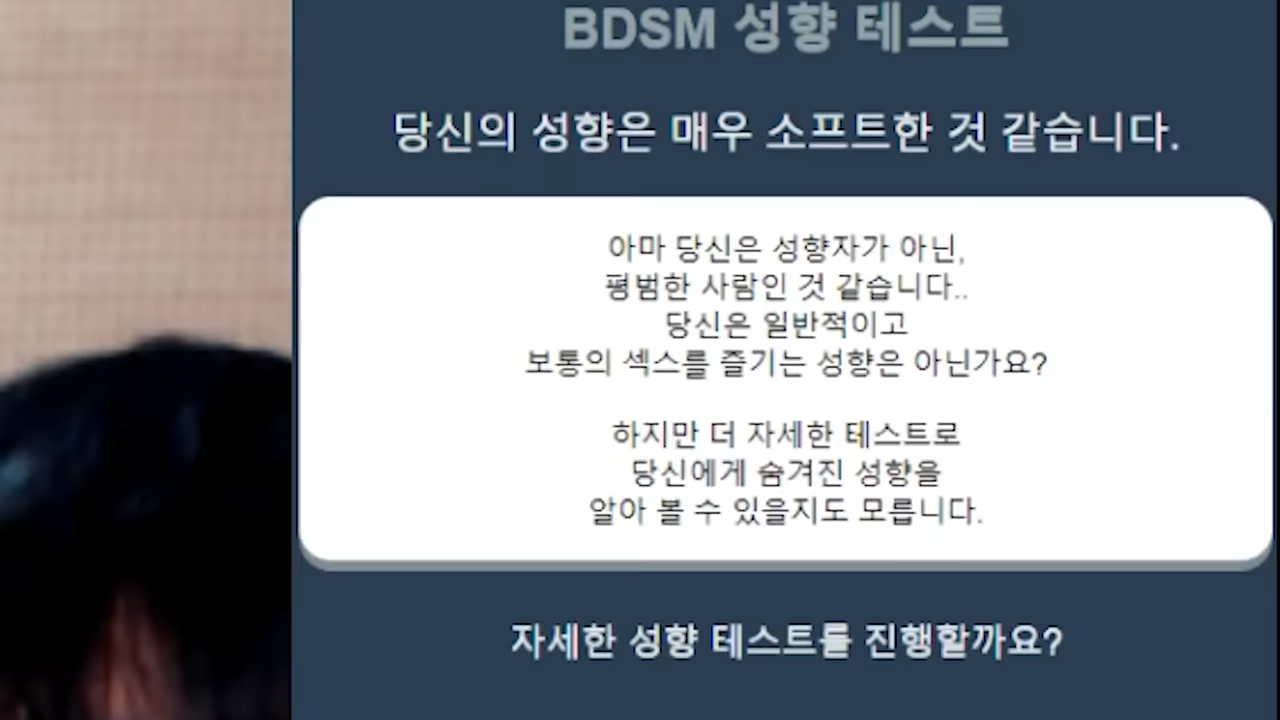 BDSM 성향 테스트
당신의 성향은 매우 소프트한 것 같습니다.
아마 당신은 성향자가 아닌,
평범한 사람인 것 같습니다..
당신은 일반적이고
보통의 섹스를 즐기는 성향은 아닌가요?
하지만 더 자세한 테스트로
당신에게 숨겨진 성향을
알아 볼 수 있을지도 모릅니다.
자세한 성향 테스트를 진행할까요?